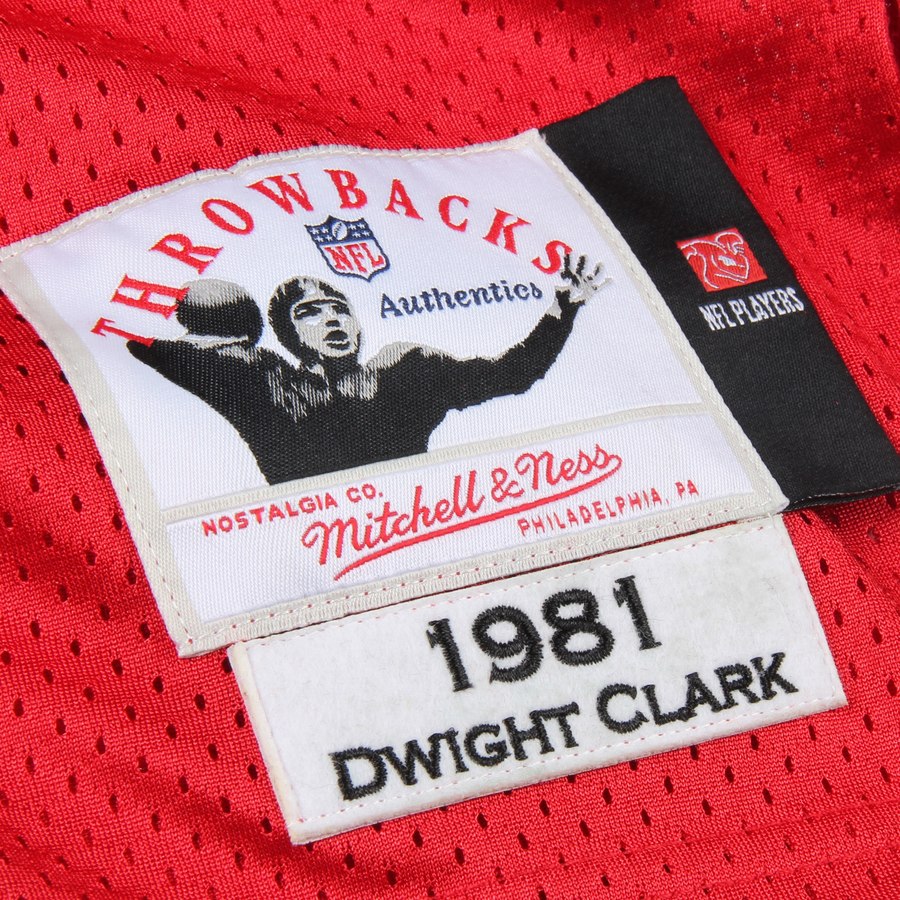 THROWBACKS
NFL
Authentics
NFL PLAYERS
NOSTALGIA CO.
Mitchell & Ness
PHILADELPHIA, PA
1981
DWIGHT CLARK